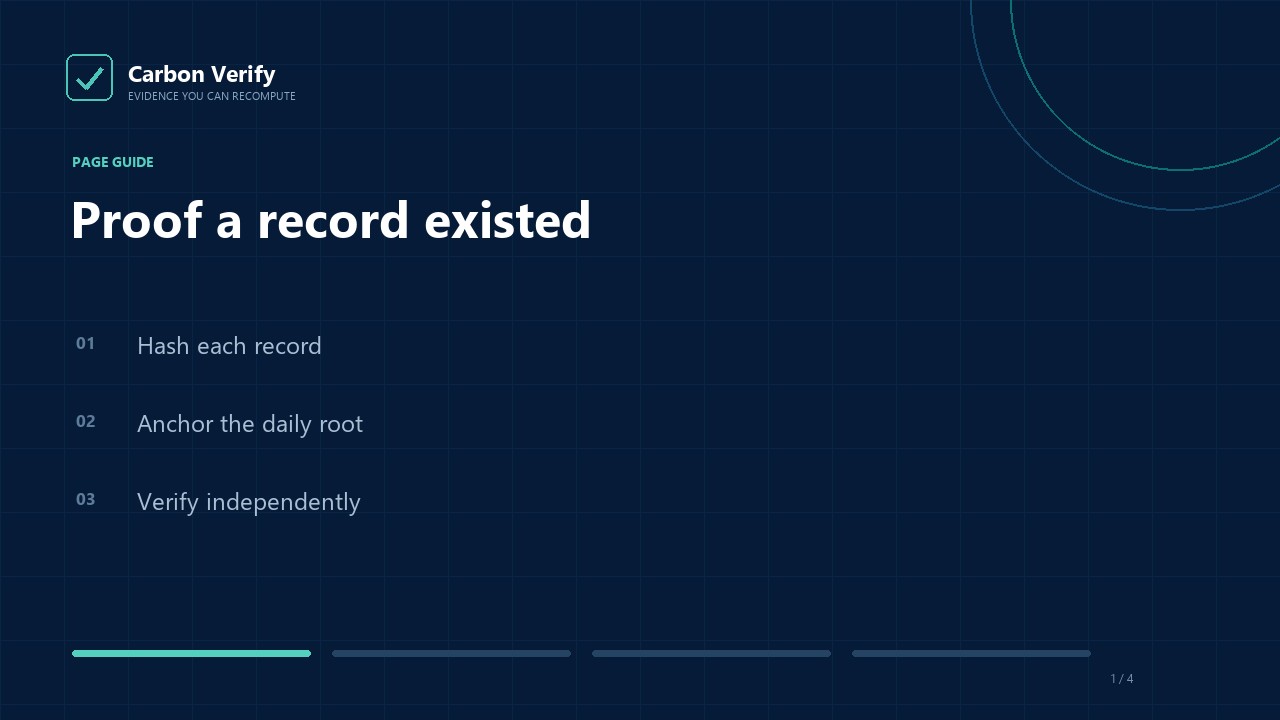 Carbon Verify
EVIDENCE YOU CAN RECOMPUTE
PAGE GUIDE
Proof a record existed
01 Hash each record
02 Anchor the daily root
03 Verify independently
1 / 4